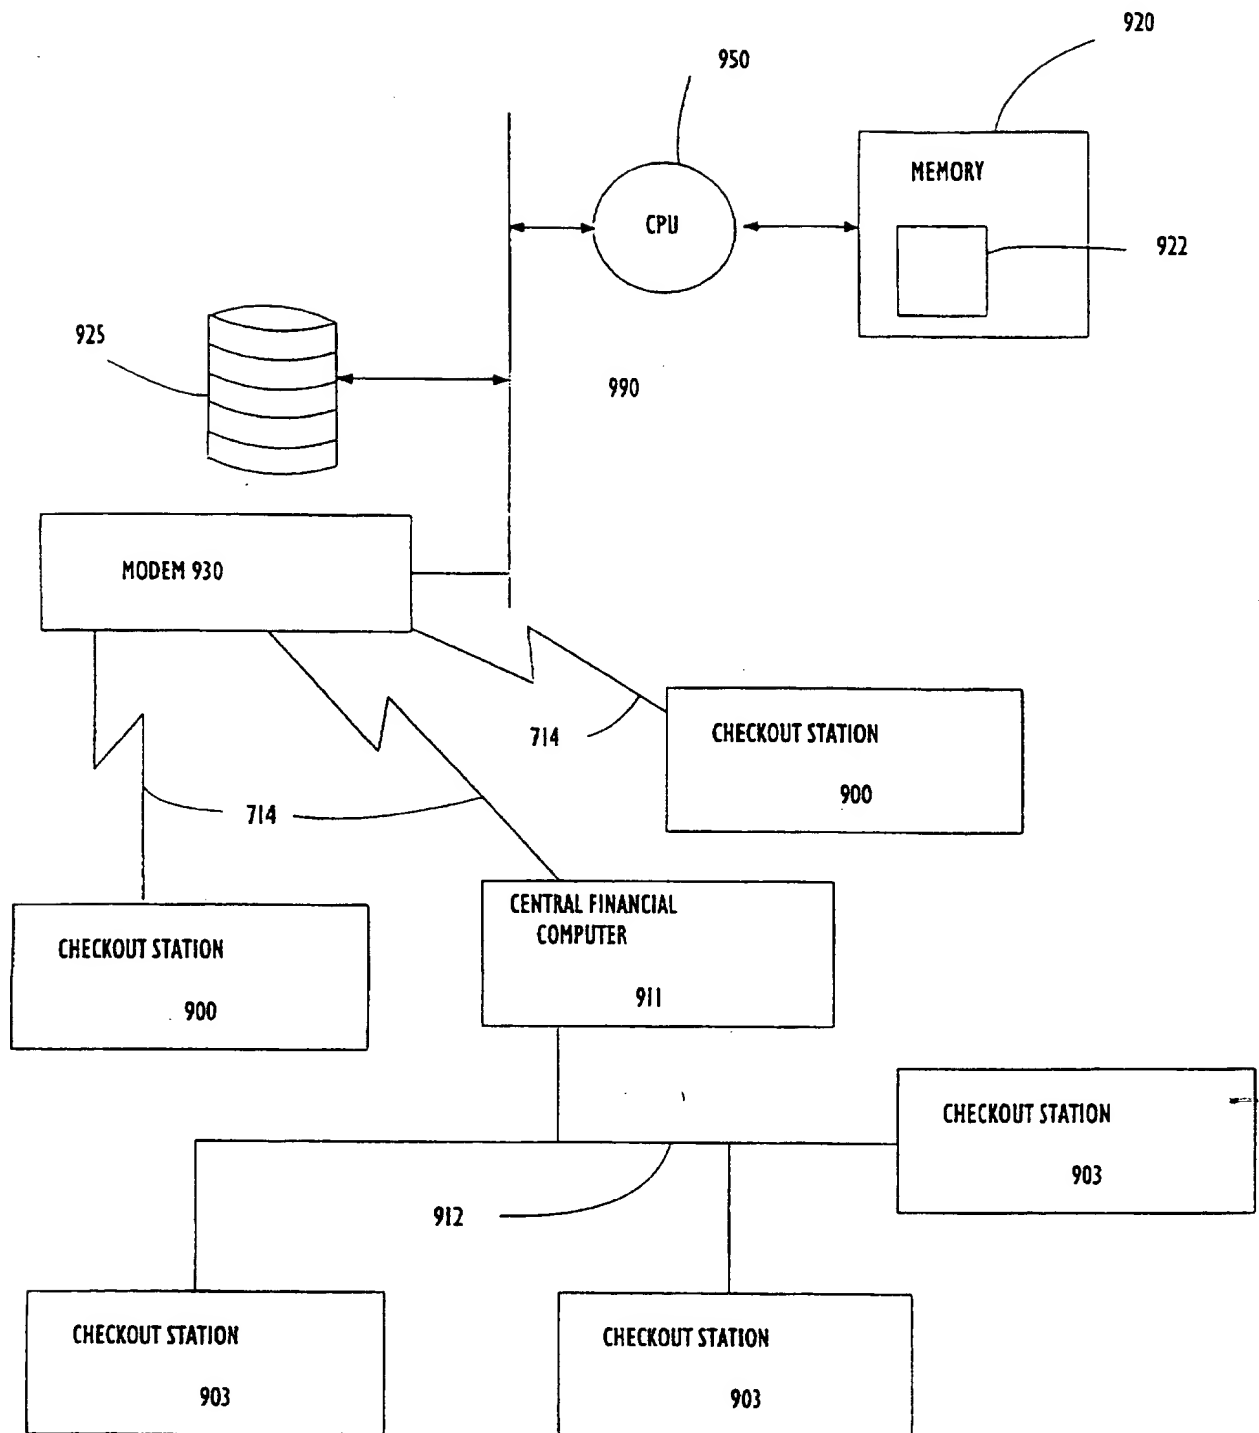 920
950
MEMORY
CPU
922
925
990
MODEM 930
714
CHECKOUT STATION
900
714
CENTRAL FINANCIAL
COMPUTER
911
CHECKOUT STATION
900
CHECKOUT STATION
903
912
CHECKOUT STATION
903
CHECKOUT STATION
903